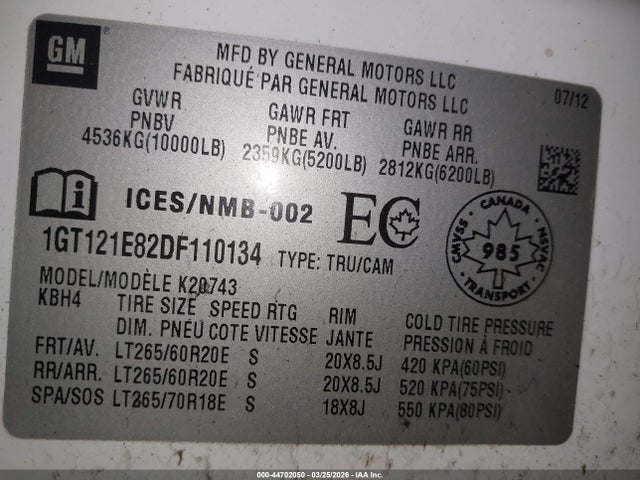 GM
MFD BY GENERAL MOTORS LLC
FABRIQUÉ PAR GENERAL MOTORS LLC
07/12
GVWR
PNBV
4536KG(10000LB)
GAWR FRT
PNBE AV.
2359KG(5200LB)
GAWR RR
PNBE ARR.
2812KG(6200LB)
i
ICES/NMB-002
EC
CANADA
CMVSS
985
NSVAC
TRANSPORT
1GT121E82DF110134 TYPE: TRU/CAM
MODEL/MODÈLE K20743
KBH4 TIRE SIZE SPEED RTG RIM COLD TIRE PRESSURE
DIM. PNEU COTE VITESSE JANTE PRESSION À FROID
FRT/AV. LT265/60R20E S 20X8.5J 420 KPA(60PSI)
RR/ARR. LT265/60R20E S 20X8.5J 520 KPA(75PSI)
SPA/SOS LT265/70R18E S 18X8J 550 KPA(80PSI)
000-44702050 - 03/25/2026 - IAAI.COM